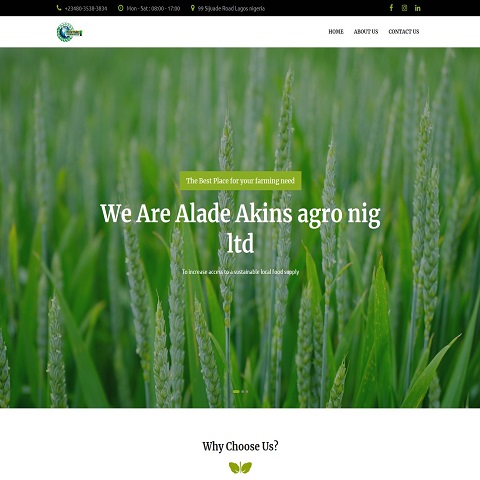 +23480-3538-3834 Mon - Sat : 08:00 - 17:00 99 Sijuade Road Lagos nigeria
HOME ABOUT US CONTACT US
The Best Place for your farming need
We Are Alade Akins agro nig
ltd
To increase access to a sustainable local food supply
Why Choose Us?